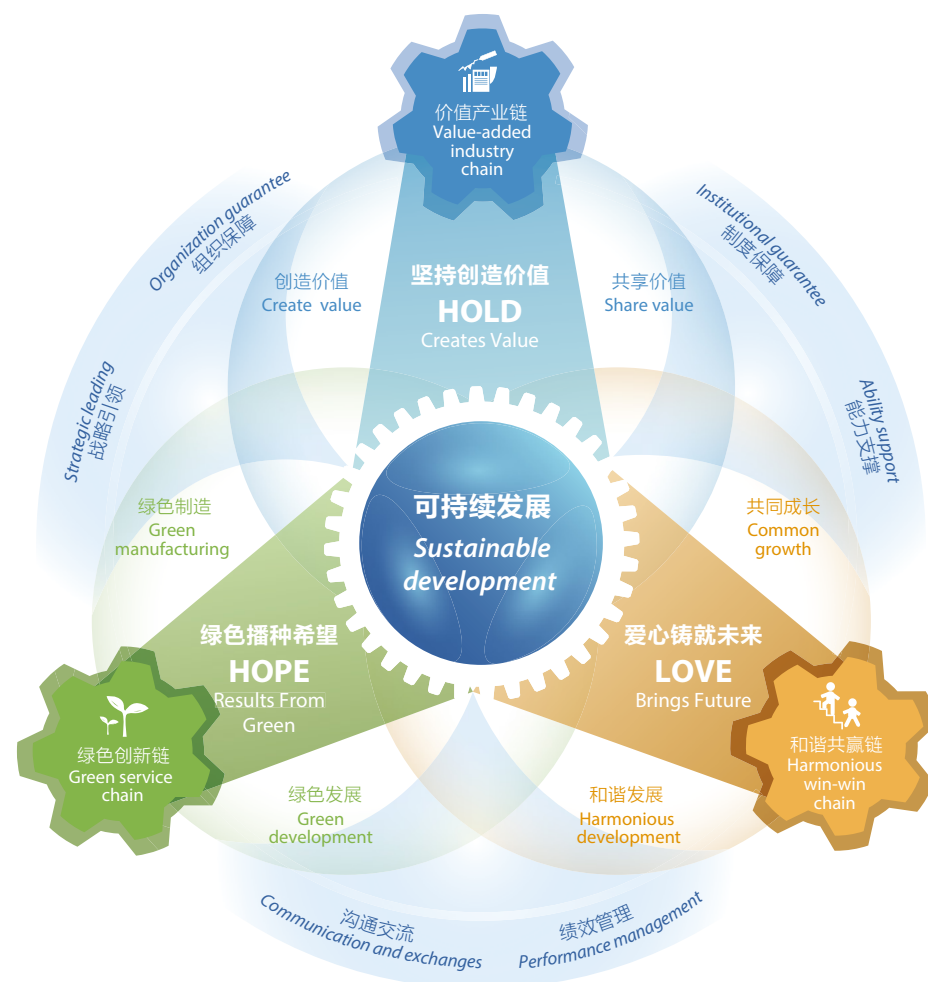 价值产业链
Value-added
industry
chain
Organization guarantee
组织保障
Institutional guarantee
制度保障
创造价值
Create value
坚持创造价值
HOLD
Creates Value
共享价值
Share value
Strategic leading
战略引领
Ability support
能力支撑
绿色制造
Green
manufacturing
可持续发展
Sustainable
development
共同成长
Common
growth
绿色播种希望
HOPE
Results From
Green
爱心铸就未来
LOVE
Brings Future
绿色创新链
Green service
chain
和谐共赢链
Harmonious
win-win
chain
绿色发展
Green
development
和谐发展
Harmonious
development
沟通交流
Communication and exchanges
绩效管理
Performance management